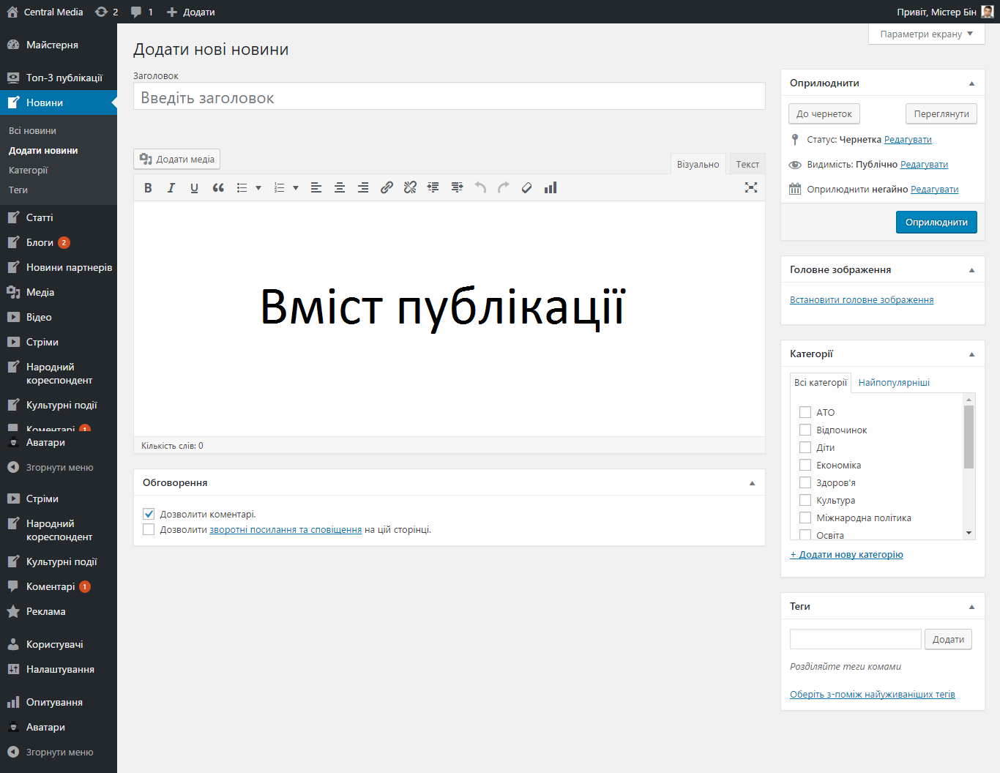 Central Media 2 1 Додати
Привіт, Містер Бін
Параметри екрану
Майстерня
Топ-3 публікації
Новини
Всі новини
Додати новини
Категорії
Теги
Статті
Блоги 2
Новини партнерів
Медіа
Відео
Стріми
Народний
кореспондент
Культурні події
Коментарі 1
Аватари
Згорнути меню
Стріми
Народний
кореспондент
Культурні події
Коментарі 1
Реклама
Користувачі
Налаштування
Опитування
Аватари
Згорнути меню
Додати нові новини
Заголовок
Введіть заголовок
Додати медіа
Візуально Текст
B I U
Вміст публікації
Кількість слів: 0
Обговорення
Дозволити коментарі.
Дозволити зворотні посилання та сповіщення на цій сторінці.
Оприлюднити
До чернеток Переглянути
Статус: Чернетка Редагувати
Видимість: Публічно Редагувати
Оприлюднити негайно Редагувати
Оприлюднити
Головне зображення
Встановити головне зображення
Категорії
Всі категорії Найпопулярніші
АТО
Відпочинок
Діти
Економіка
Здоров'я
Культура
Міжнародна політика
Освіта
+ Додати нову категорію
Теги
Додати
Розділяйте теги комами
Оберіть з-поміж найуживаніших тегів